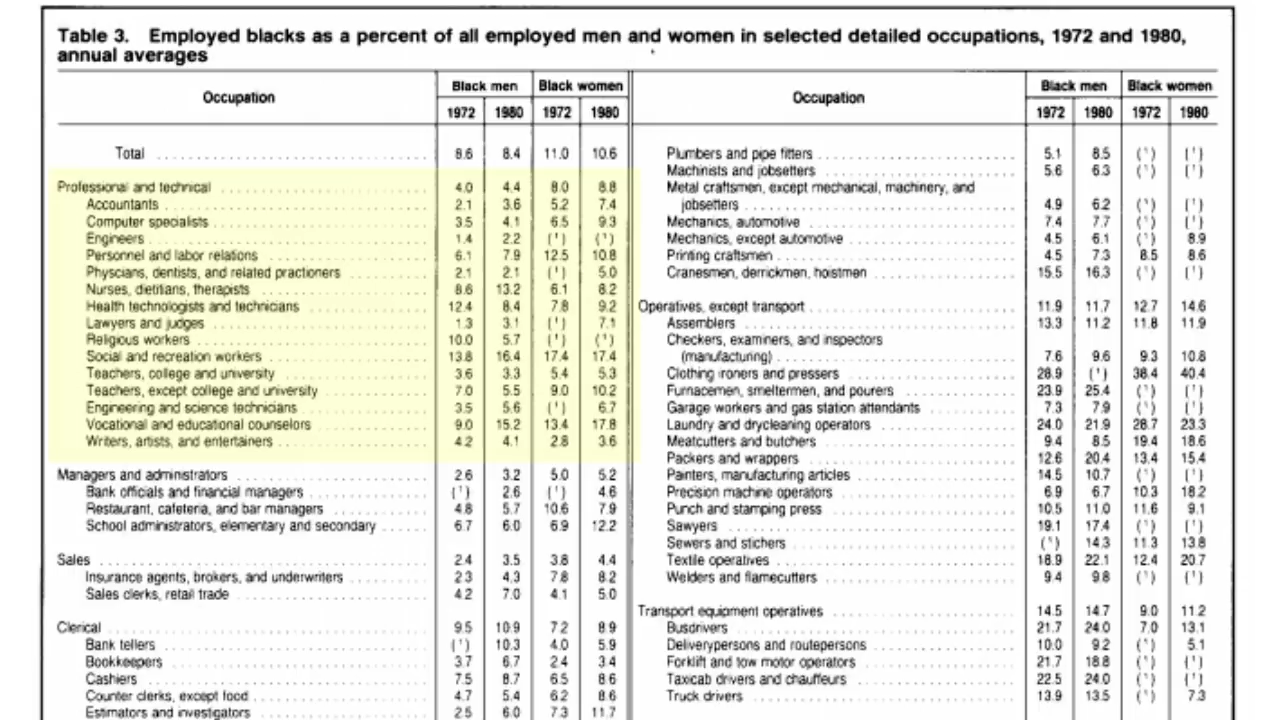 Table 3. Employed blacks as a percent of all employed men and women in selected detailed occupations, 1972 and 1980,
annual averages
Occupation Black men Black women
1972 1980 1972 1980
Total 8.6 8.4 11.0 10.6
Professional and technical 4.0 4.4 8.0 8.8
Accountants 2.1 3.6 5.2 7.4
Computer specialists 3.5 4.1 6.5 9.3
Engineers 1.4 2.2 (¹) (¹)
Personnel and labor relations 6.1 7.9 12.5 10.8
Physcians, dentists, and related practioners 2.1 2.1 (¹) 5.0
Nurses, dietitians, therapists 8.6 13.2 6.1 8.2
Health technologists and technicians 12.4 8.4 7.8 9.2
Lawyers and judges 1.3 3.1 (¹) 7.1
Religious workers 10.0 5.7 (¹) (¹)
Social and recreation workers 13.8 16.4 17.4 17.4
Teachers, college and university 3.6 3.3 5.4 5.3
Teachers, except college and university 7.0 5.5 9.0 10.2
Engineering and science technicians 3.5 5.6 (¹) 6.7
Vocational and educational counselors 9.0 15.2 13.4 17.8
Writers, artists, and entertainers 4.2 4.1 2.8 3.6
Managers and administrators 2.6 3.2 5.0 5.2
Bank officials and financial managers (¹) 2.6 (¹) 4.6
Restaurant, cafeteria, and bar managers 4.8 5.7 10.6 7.9
School administrators, elementary and secondary 6.7 6.0 6.9 12.2
Sales 2.4 3.5 3.8 4.4
Insurance agents, brokers, and underwriters 2.3 4.3 7.8 8.2
Sales clerks, retail trade 4.2 7.0 4.1 5.0
Clerical 9.5 10.9 7.2 8.9
Bank tellers (¹) 10.3 4.0 5.9
Bookkeepers 3.7 6.7 2.4 3.4
Cashiers 7.5 8.7 6.5 8.6
Counter clerks, except food 4.7 5.4 6.2 8.6
Estimators and investigators 2.5 6.0 7.3 11.7
Occupation Black men Black women
1972 1980 1972 1980
Plumbers and pipe fitters 5.1 8.5 (¹) (¹)
Machinists and jobsetters 5.6 6.3 (¹) (¹)
Metal craftsmen, except mechanical, machinery, and
jobsetters 4.9 6.2 (¹) (¹)
Mechanics, automotive 7.4 7.7 (¹) (¹)
Mechanics, except automotive 4.5 6.1 (¹) 8.9
Printing craftsmen 4.5 7.3 8.5 8.6
Cranesmen, derrickmen, hoistmen 15.5 16.3 (¹) (¹)
Operatives, except transport 11.9 11.7 12.7 14.6
Assemblers 13.3 11.2 11.8 11.9
Checkers, examiners, and inspectors
(manufacturing) 7.6 9.6 9.3 10.8
Clothing ironers and pressers 28.9 (¹) 38.4 40.4
Furnacemen, smeltermen, and pourers 23.9 25.4 (¹) (¹)
Garage workers and gas station attendants 7.3 7.9 (¹) (¹)
Laundry and drycleaning operators 24.0 21.9 28.7 23.3
Meatcutters and butchers 9.4 8.5 19.4 18.6
Packers and wrappers 12.6 20.4 13.4 15.4
Painters, manufacturing articles 14.5 10.7 (¹) (¹)
Precision machine operators 6.9 6.7 10.3 18.2
Punch and stamping press 10.5 11.0 11.6 9.1
Sawyers 19.1 17.4 (¹) (¹)
Sewers and stichers (¹) 14.3 11.3 13.8
Textile operatives 18.9 22.1 12.4 20.7
Welders and flamecutters 9.4 9.8 (¹) (¹)
Transport equipment operatives 14.5 14.7 9.0 11.2
Busdrivers 21.7 24.0 7.0 13.1
Deliverypersons and routepersons 10.0 9.2 (¹) 5.1
Forklift and tow motor operators 21.7 18.8 (¹) (¹)
Taxicab drivers and chauffeurs 22.5 24.0 (¹) (¹)
Truck drivers 13.9 13.5 (¹) 7.3